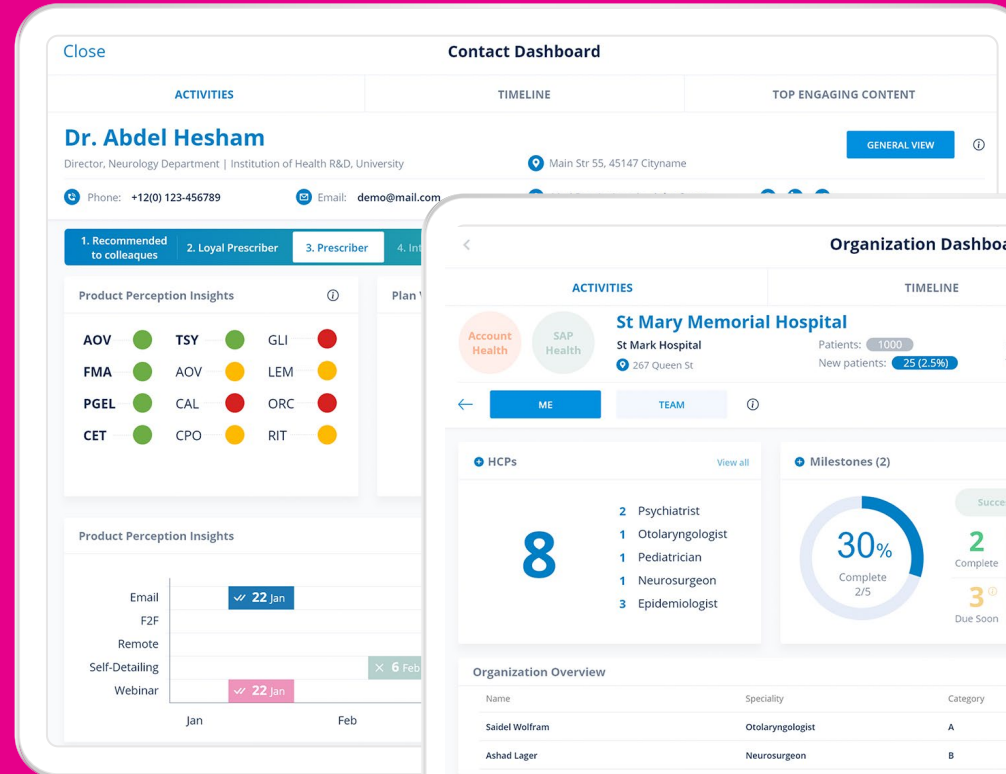 Close
Contact Dashboard
ACTIVITIES
TIMELINE
TOP ENGAGING CONTENT
Dr. Abdel Hesham
Director, Neurology Department | Institution of Health R&D, University
Main Str 55, 45147 Cityname
GENERAL VIEW
Phone: +12(0) 123-456789
Email: demo@mail.com
1. Recommended
to colleaques
2. Loyal Prescriber
3. Prescriber
4.
Product Perception Insights
Plan
AOV TSY GLI
FMA AOV LEM
PGEL CAL ORC
CET CPO RIT
Product Perception Insights
Email
22 Jan
F2F
Remote
Self-Detailing
6 Feb
Webinar
22 Jan
Jan
Feb
Organization
ACTIVITIES
TIMELINE
Account
Health
SAP
Health
St Mary Memorial Hospital
St Mark Hospital
267 Queen St
Patients: 1000
New patients: 25 (2.5%)
ME
TEAM
HCPs
View all
8
2 Psychiatrist
1 Otolaryngologist
1 Pediatrician
1 Neurosurgeon
3 Epidemiologist
Milestones (2)
30%
Complete
2/5
2
Complete
3
Due Soon
Organization Overview
Name
Speciality
Category
Saidel Wolfram
Otolaryngologist
A
Ashad Lager
Neurosurgeon
B